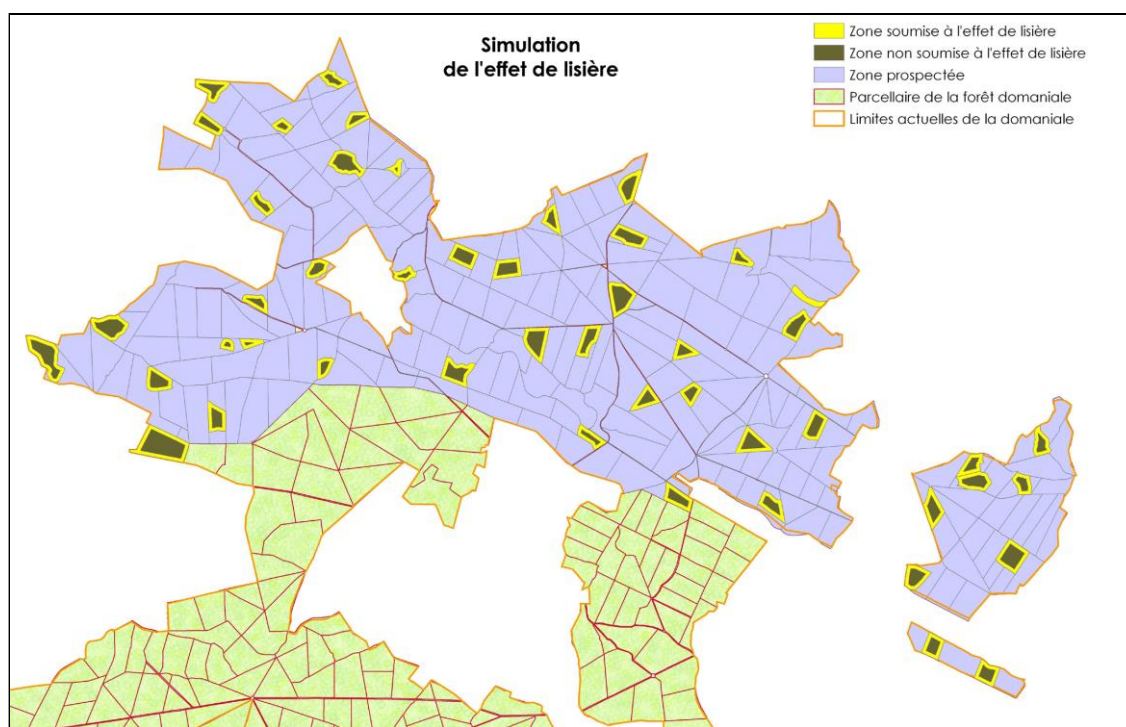 Simulation
de l'effet de lisière
Zone soumise à l'effet de lisière
Zone non soumise à l'effet de lisière
Zone prospectée
Parcellaire de la forêt domaniale
Limites actuelles de la domaniale